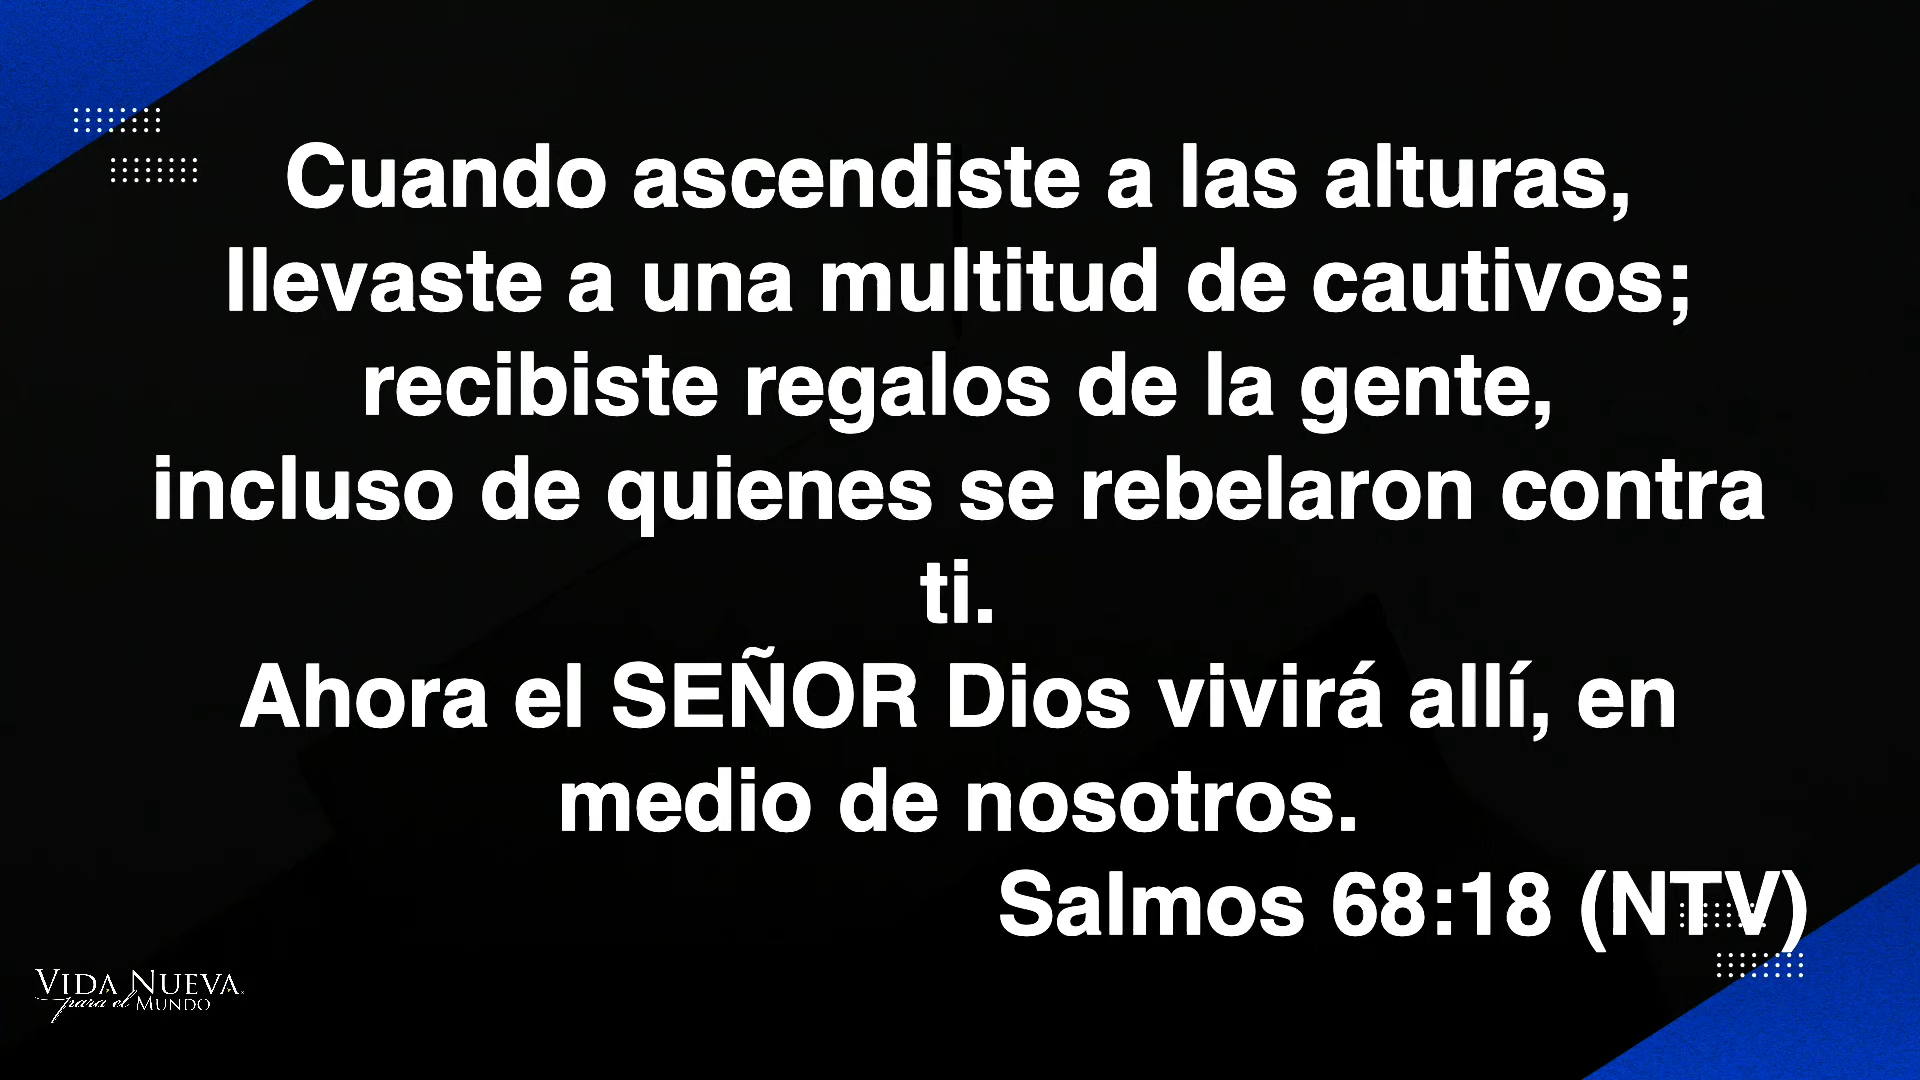 Cuando ascendiste a las alturas,
llevaste a una multitud de cautivos;
recibiste regalos de la gente,
incluso de quienes se rebelaron contra
ti.
Ahora el SEÑOR Dios vivirá allí, en
medio de nosotros.
Salmos 68:18 (NTV)
VIDA NUEVA
para el MUNDO